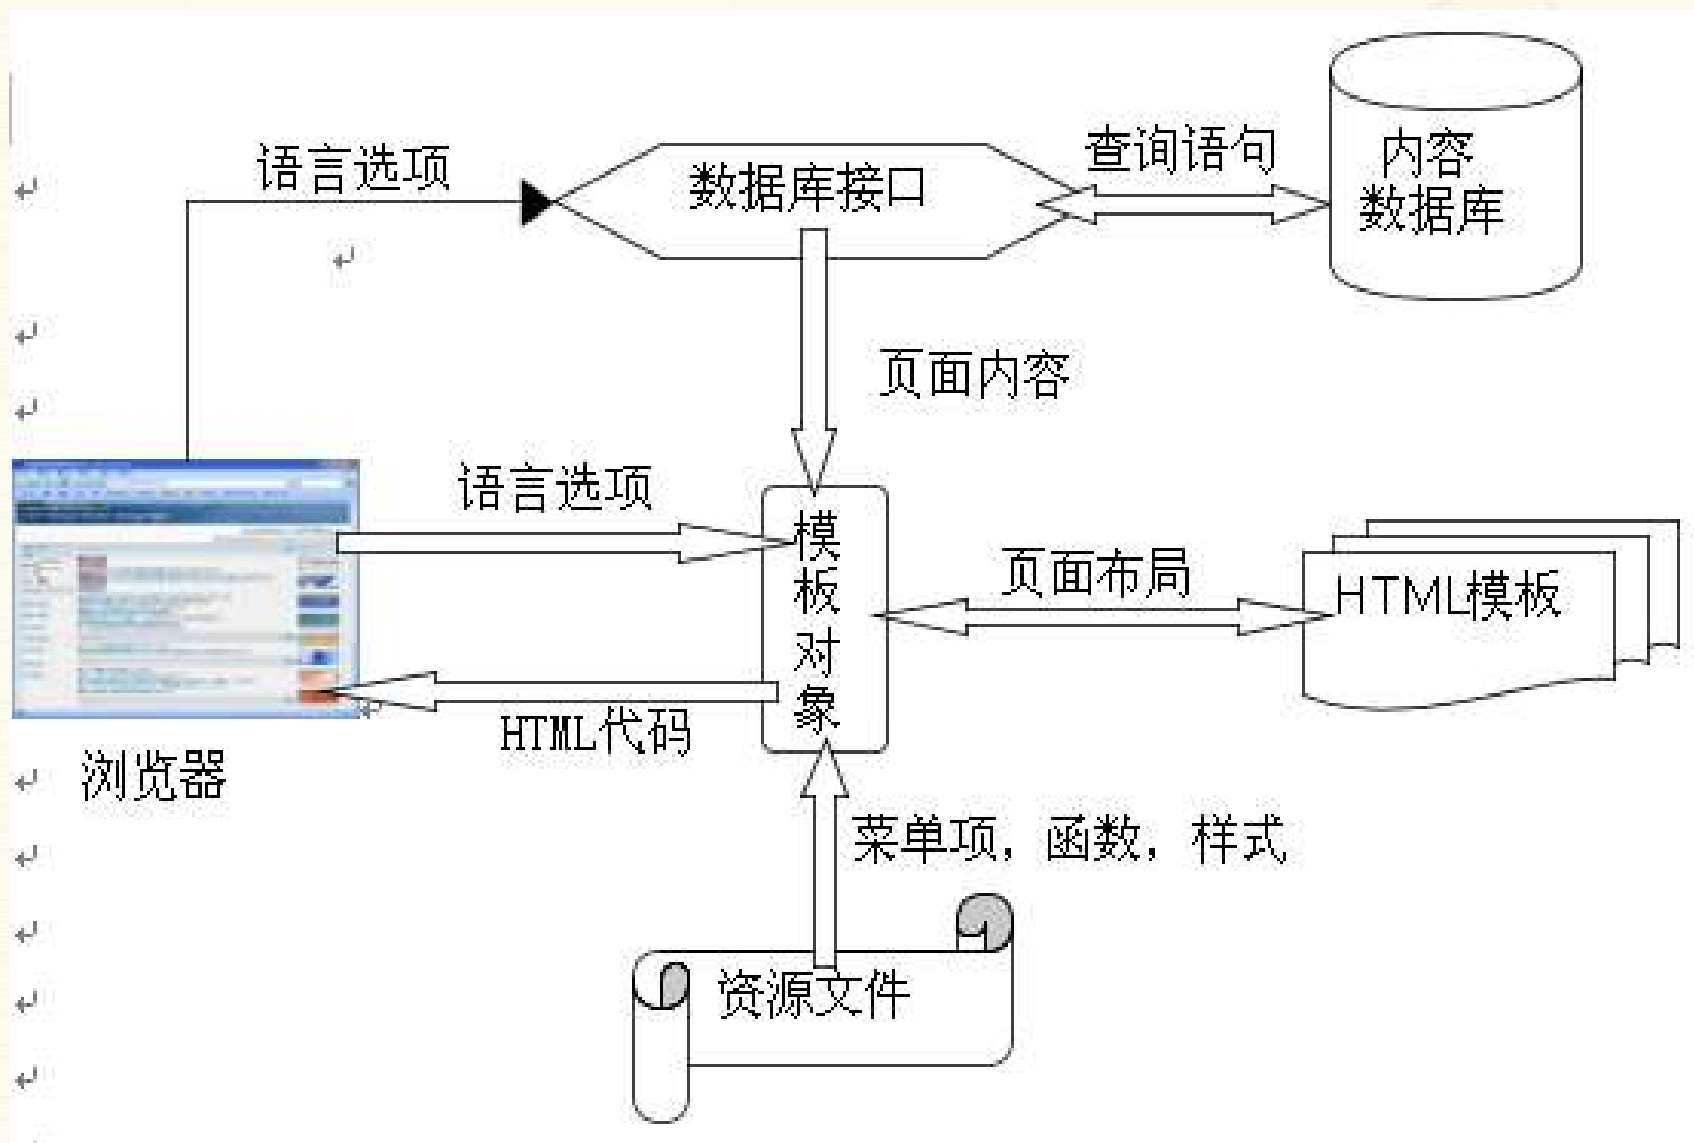 语言选项
数据库接口
查询语句
内容
数据库
页面内容
语言选项
模板对象
页面布局
HTML模板
HTML代码
浏览器
菜单项，函数，样式
资源文件